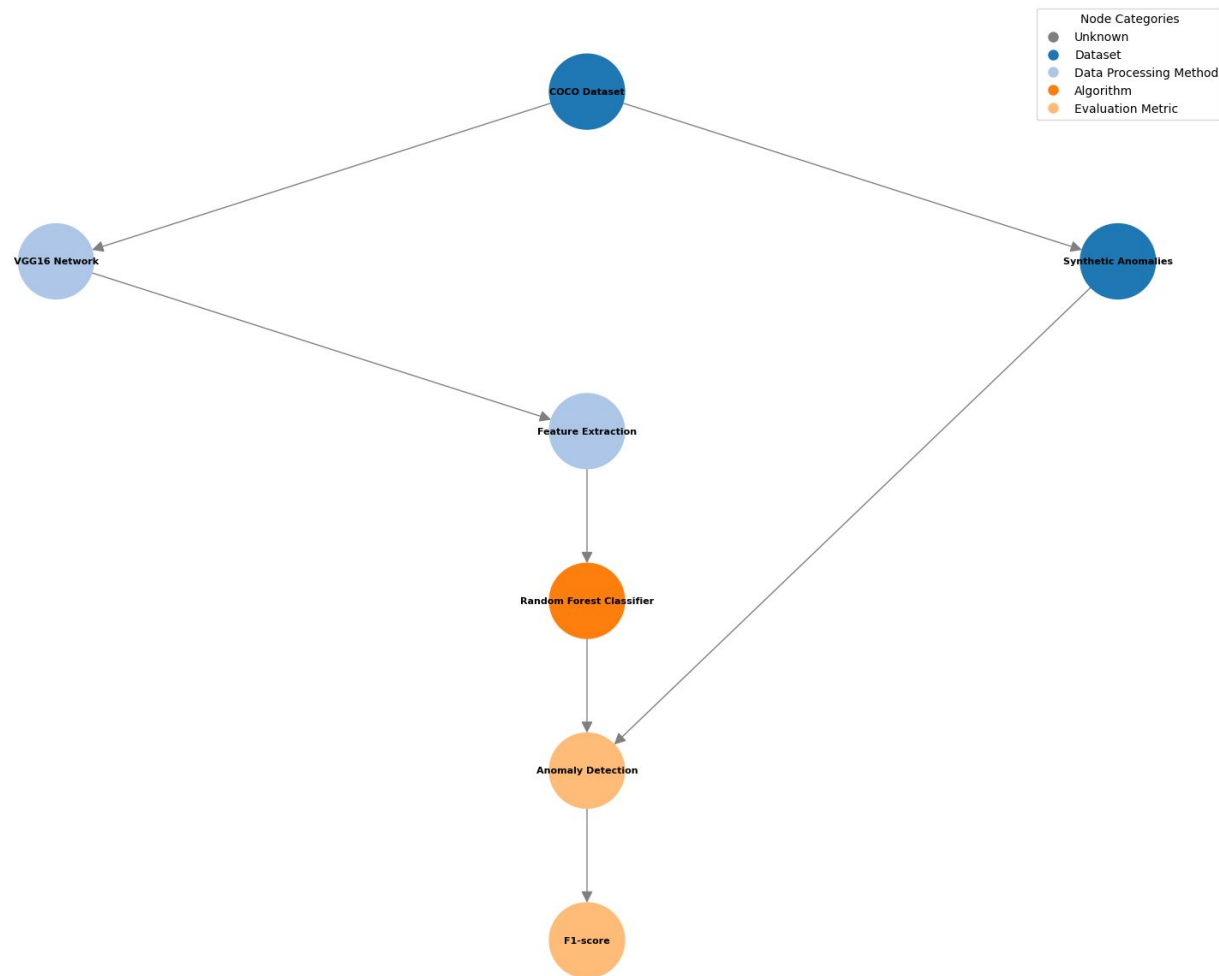 Node Categories
Unknown
Dataset
Data Processing Method
Algorithm
Evaluation Metric
COCO Dataset
VGG16 Network
Synthetic Anomalies
Feature Extraction
Random Forest Classifier
Anomaly Detection
F1-score